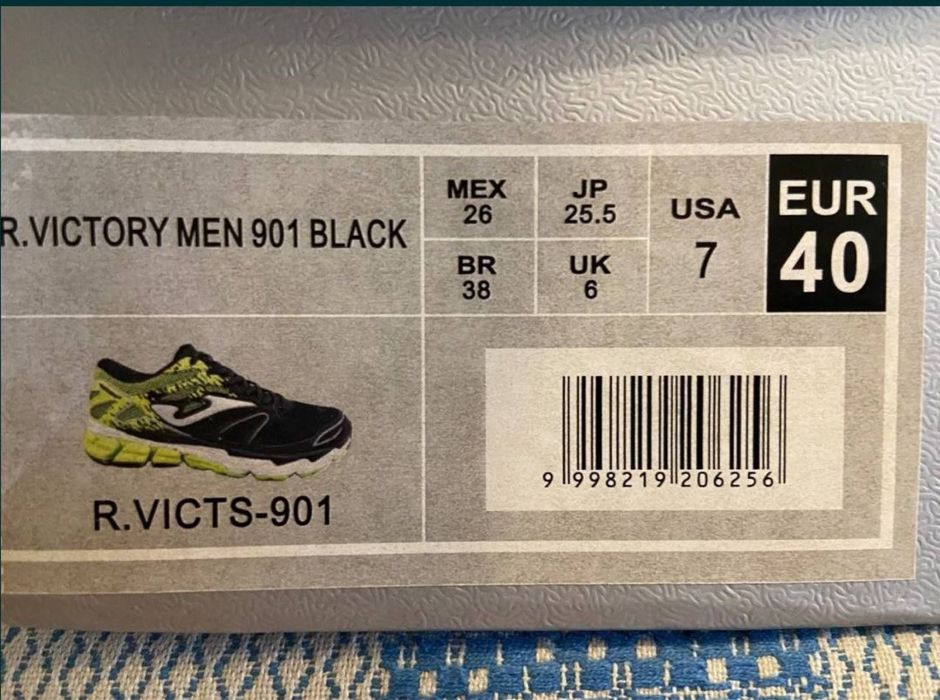 R.VICTORY MEN 901 BLACK
MEX
26
JP
25.5
BR
38
UK
6
USA
7
EUR
40
R.VICTS-901
9 998219 206256